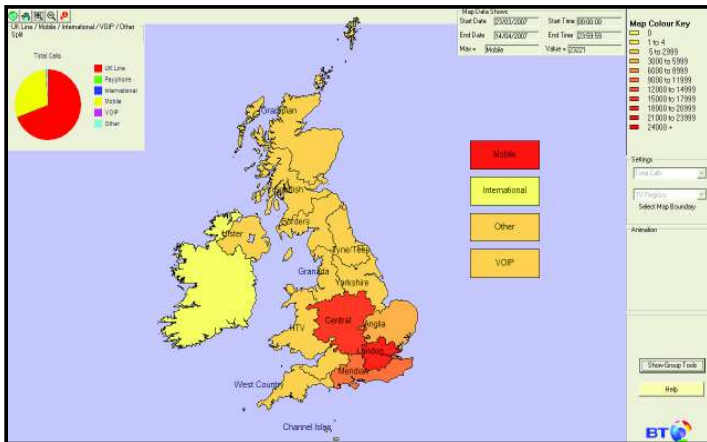 UK Line / Mobile / International / VOIP / Other
Split
Total Calls
UK Line
Payphone
International
Mobile
VOIP
Other
Map Data Shows
Start Date 23/03/2007 Start Time 00:00:00
End Date 14/04/2007 End Time 23:59:59
Max = Mobile Value = 23221
Map Colour Key
0
1 to 4
5 to 2999
3000 to 5999
6000 to 8999
9000 to 11999
12000 to 14999
15000 to 17999
18000 to 20999
21000 to 23999
24000 +
Settings
Total Calls
TV Regions
Select Map Boundary
Animation
Show Group Tools
Help
BT
Mobile
International
Other
VOIP
Grampian
Scottish
Borders
Ulster
Tyne/Tees
Granada
Yorkshire
Central
HTV
Anglia
London
Meridian
West Country
Channel Isles